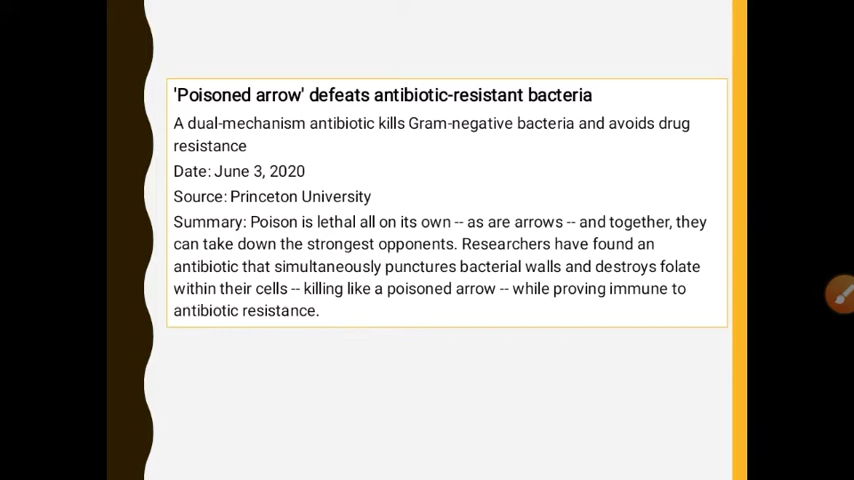 'Poisoned arrow' defeats antibiotic-resistant bacteria
A dual-mechanism antibiotic kills Gram-negative bacteria and avoids drug
resistance
Date: June 3, 2020
Source: Princeton University
Summary: Poison is lethal all on its own -- as are arrows -- and together, they
can take down the strongest opponents. Researchers have found an
antibiotic that simultaneously punctures bacterial walls and destroys folate
within their cells -- killing like a poisoned arrow -- while proving immune to
antibiotic resistance.